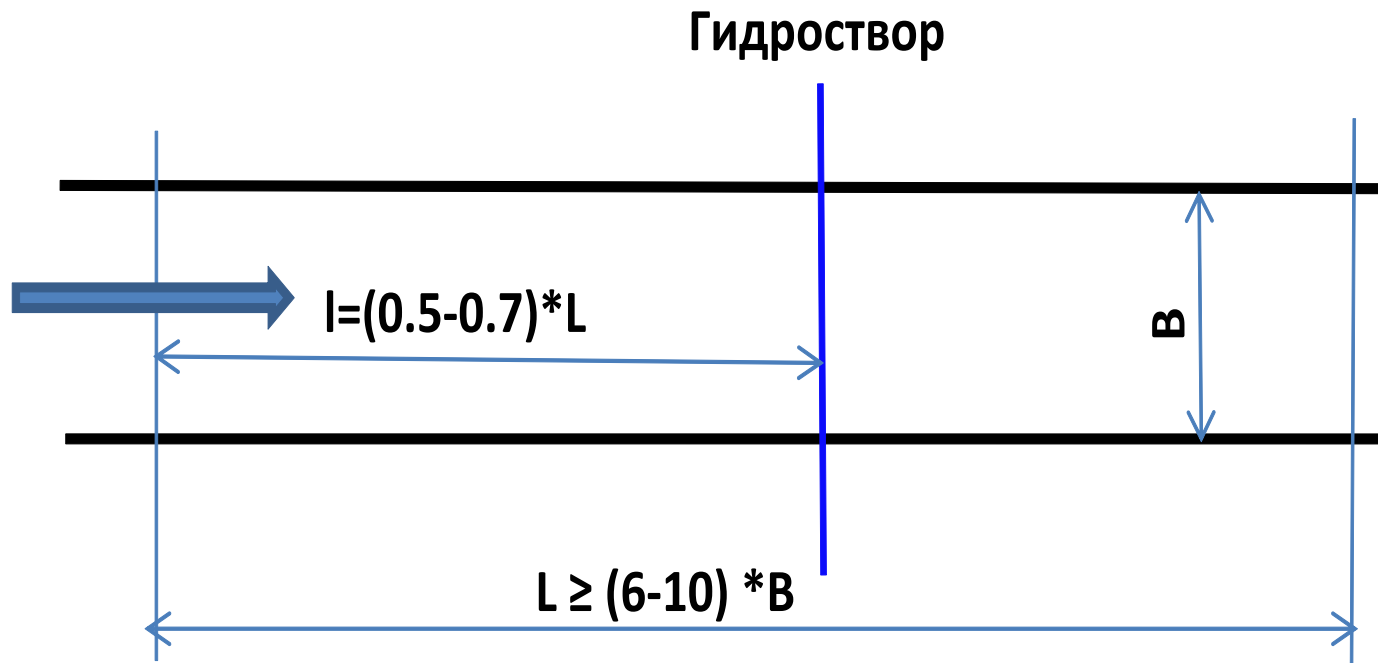 Гидроствор
l=(0.5-0.7)*L
B
L ≥ (6-10) *B